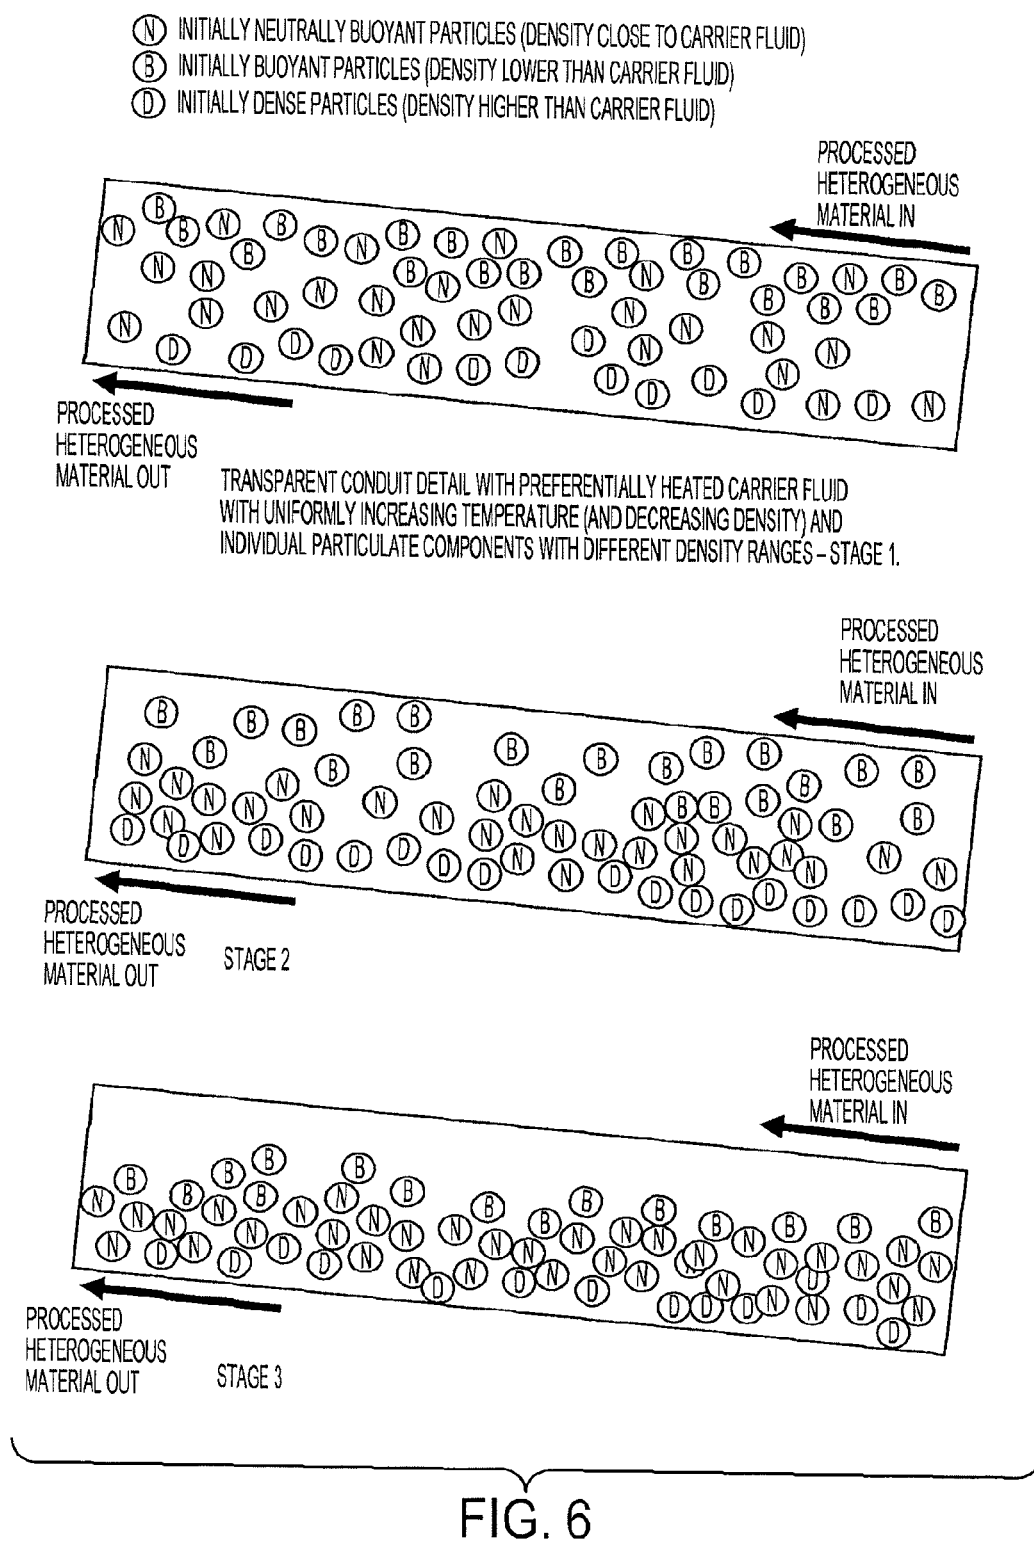 Ⓝ INITIALLY NEUTRALLY BUOYANT PARTICLES (DENSITY CLOSE TO CARRIER FLUID)
Ⓑ INITIALLY BUOYANT PARTICLES (DENSITY LOWER THAN CARRIER FLUID)
Ⓓ INITIALLY DENSE PARTICLES (DENSITY HIGHER THAN CARRIER FLUID)
PROCESSED
HETEROGENEOUS
MATERIAL IN
PROCESSED
HETEROGENEOUS
MATERIAL OUT
TRANSPARENT CONDUIT DETAIL WITH PREFERENTIALLY HEATED CARRIER FLUID
WITH UNIFORMLY INCREASING TEMPERATURE (AND DECREASING DENSITY) AND
INDIVIDUAL PARTICULATE COMPONENTS WITH DIFFERENT DENSITY RANGES – STAGE 1.
PROCESSED
HETEROGENEOUS
MATERIAL IN
PROCESSED
HETEROGENEOUS
MATERIAL OUT
STAGE 2
PROCESSED
HETEROGENEOUS
MATERIAL IN
PROCESSED
HETEROGENEOUS
MATERIAL OUT
STAGE 3
FIG. 6